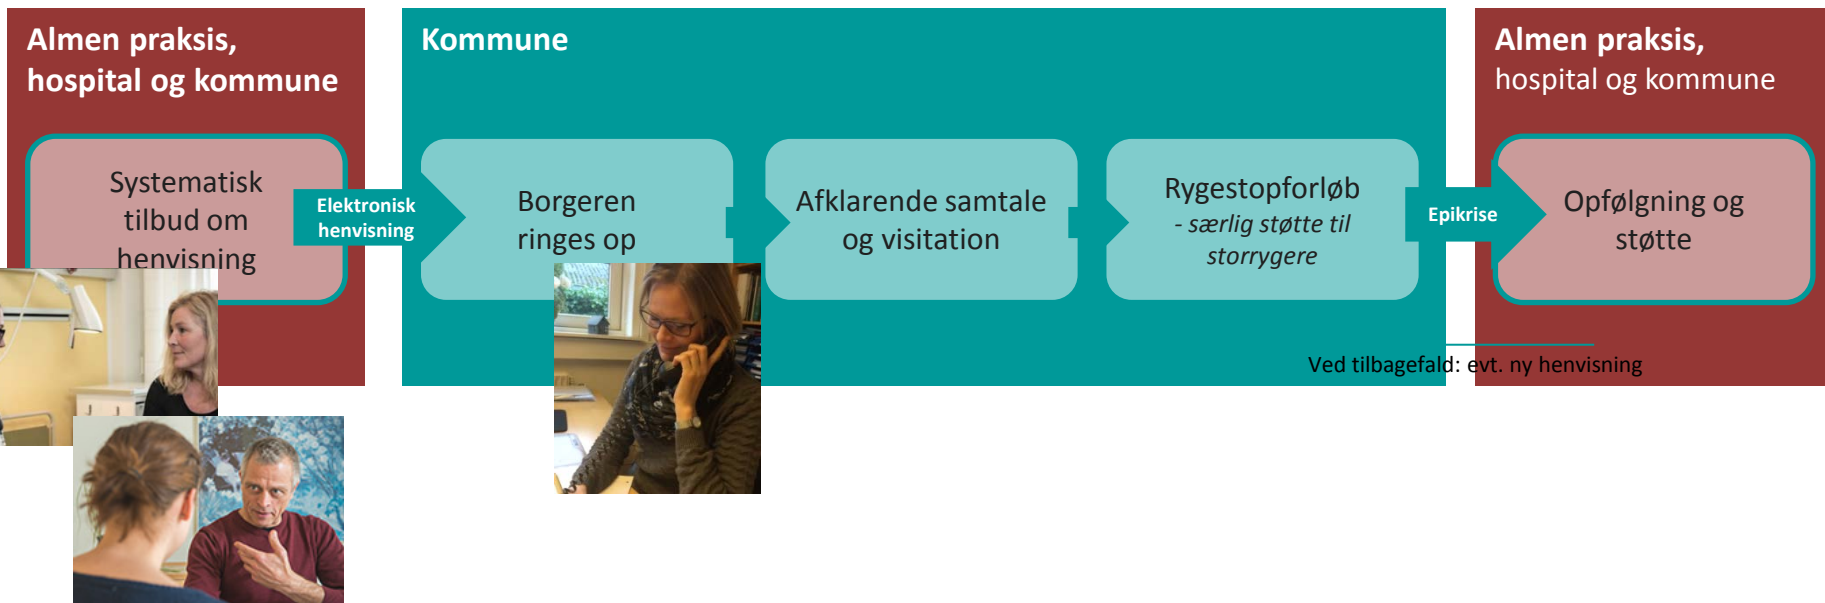 Almen praksis,
hospital og kommune
Systematisk
tilbud om
henvisning
Elektronisk
henvisning
Kommune
Borgeren
ringes op
Afklarende samtale
og visitation
Rygestopforløb
- særlig støtte til
storrygere
Epikrise
Almen praksis,
hospital og kommune
Opfølgning og
støtte
Ved tilbagefald: evt. ny henvisning